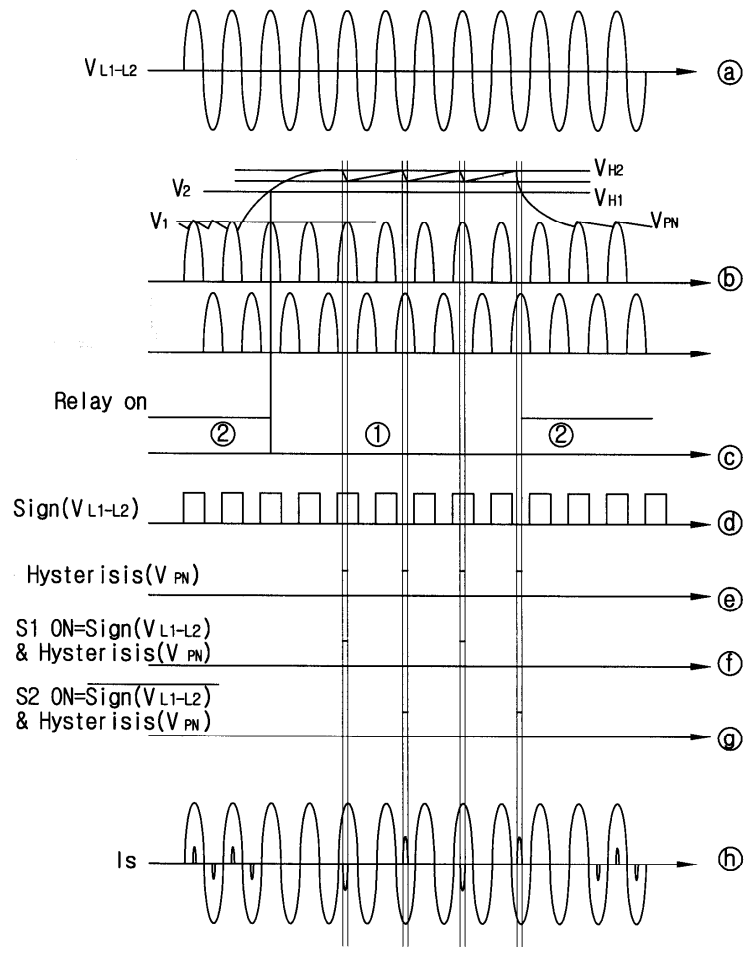 VL1-L2
ⓐ
VH2
V2
VH1
V1
VPN
ⓑ
Relay on
②
①
②
ⓒ
Sign(VL1-L2)
ⓓ
Hysterisis(VPN)
ⓔ
S1 ON=Sign(VL1-L2)
& Hysterisis(VPN)
ⓕ
S2 ON=Sign(VL1-L2)
& Hysterisis(VPN)
ⓖ
Is
ⓗ